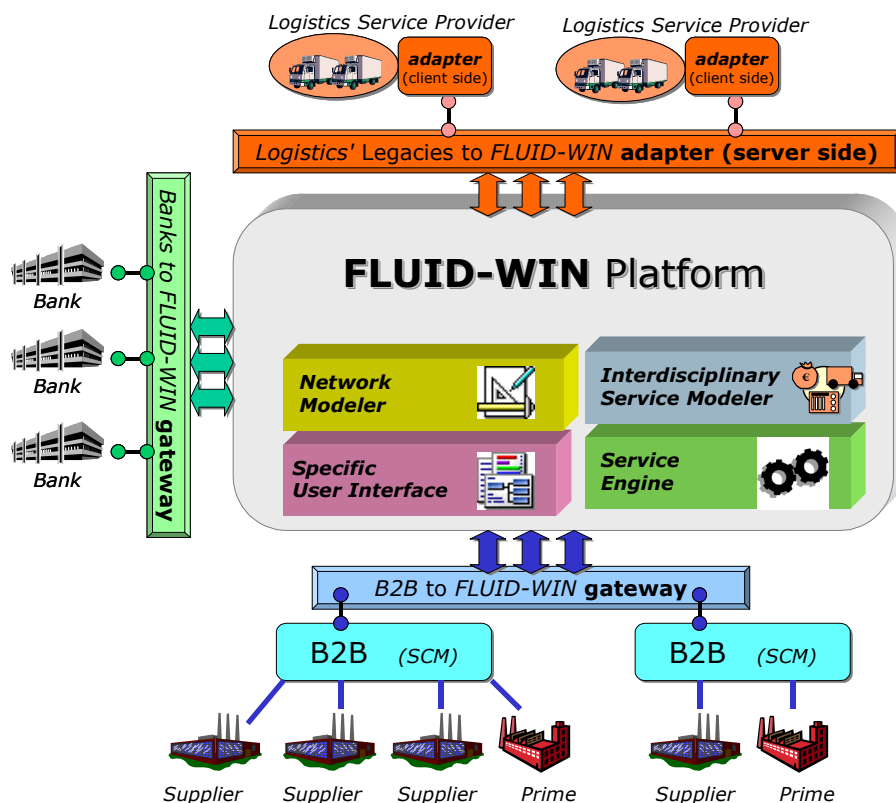 Logistics Service Provider
Logistics Service Provider
adapter
(client side)
adapter
(client side)
Logistics' Legacies to FLUID-WIN adapter (server side)
Banks to FLUID-WIN gateway
Bank
Bank
Bank
FLUID-WIN Platform
Network
Modeler
Interdisciplinary
Service Modeler
€
Specific
User Interface
Service
Engine
B2B to FLUID-WIN gateway
B2B (SCM)
B2B (SCM)
Supplier
Supplier
Supplier
Prime
Supplier
Prime